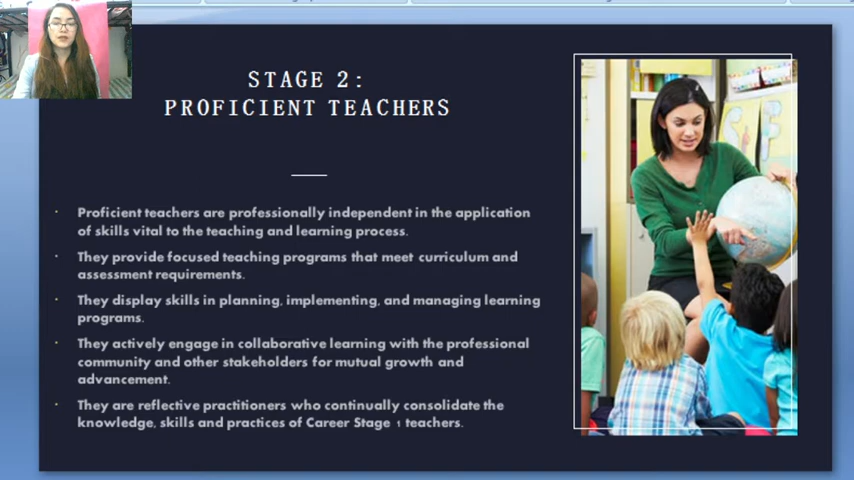 STAGE 2:
PROFICIENT TEACHERS
Proficient teachers are professionally independent in the application
of skills vital to the teaching and learning process.
They provide focused teaching programs that meet curriculum and
assessment requirements.
They display skills in planning, implementing, and managing learning
programs.
They actively engage in collaborative learning with the professional
community and other stakeholders for mutual growth and
advancement.
They are reflective practitioners who continually consolidate the
knowledge, skills and practices of Career Stage 1 teachers.